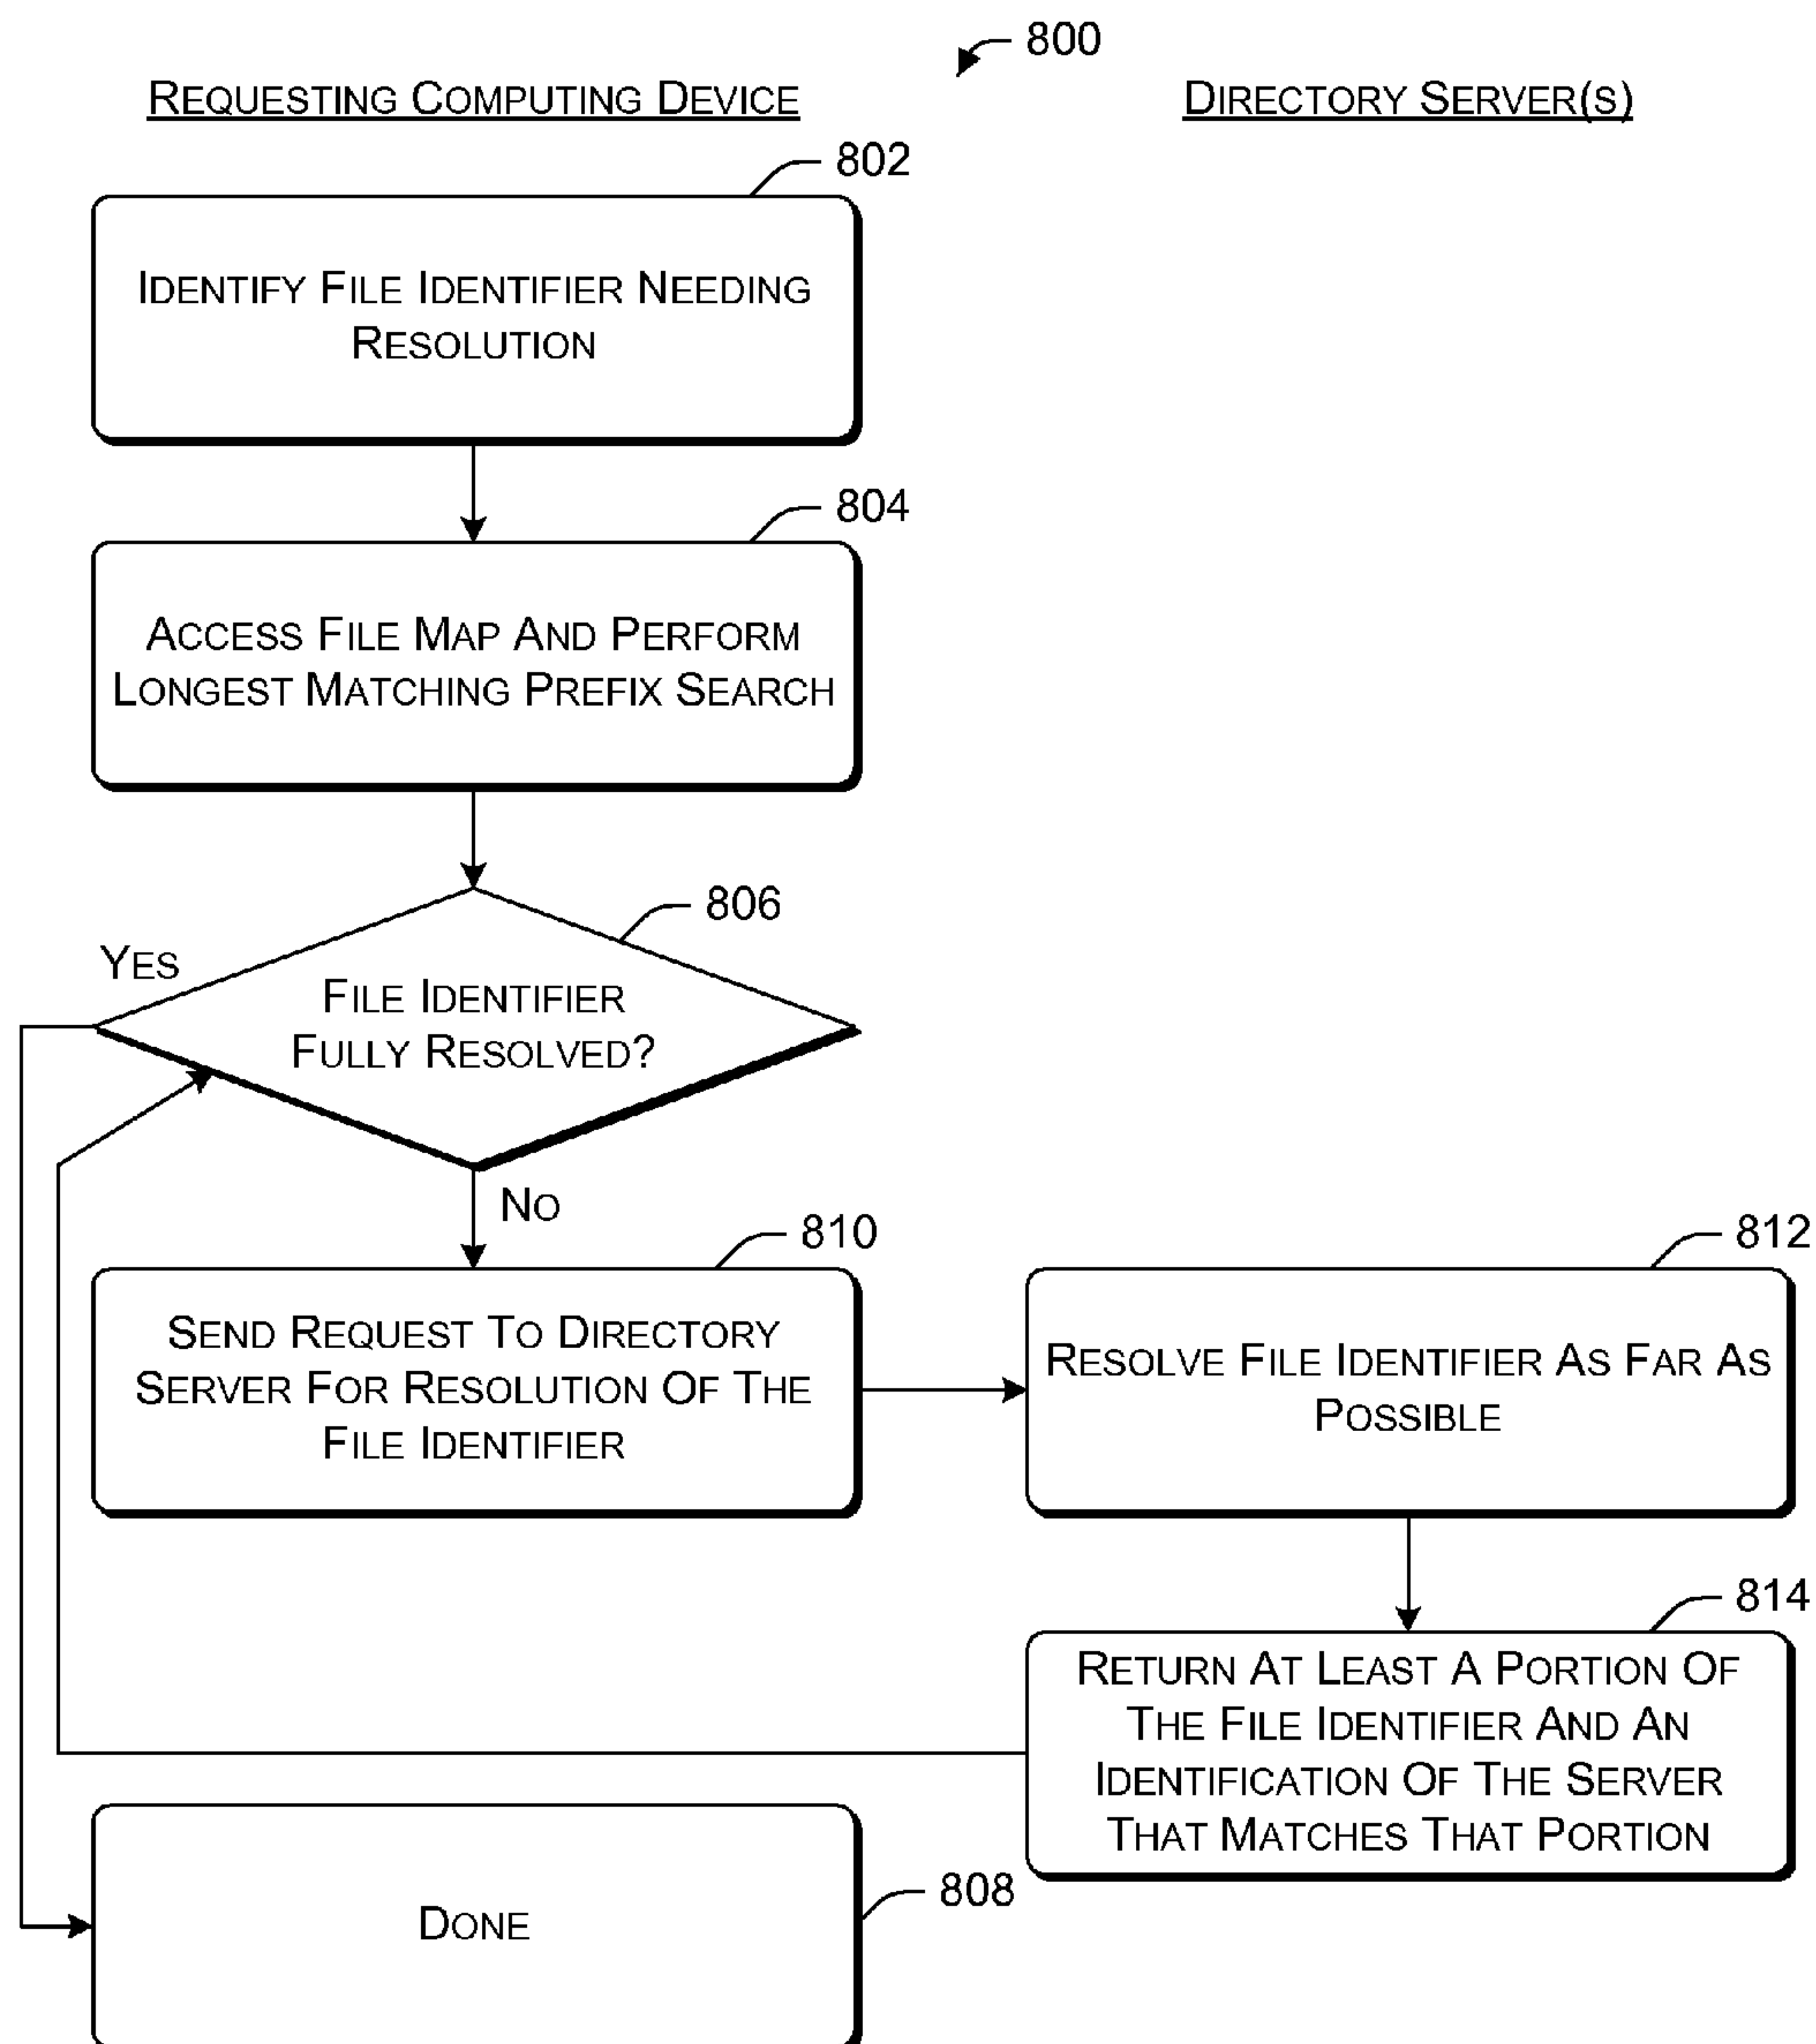 800
REQUESTING COMPUTING DEVICE
DIRECTORY SERVER(S)
802
IDENTIFY FILE IDENTIFIER NEEDING
RESOLUTION
804
ACCESS FILE MAP AND PERFORM
LONGEST MATCHING PREFIX SEARCH
806
YES
FILE IDENTIFIER
FULLY RESOLVED?
NO
810
SEND REQUEST TO DIRECTORY
SERVER FOR RESOLUTION OF THE
FILE IDENTIFIER
812
RESOLVE FILE IDENTIFIER AS FAR AS
POSSIBLE
814
RETURN AT LEAST A PORTION OF
THE FILE IDENTIFIER AND AN
IDENTIFICATION OF THE SERVER
THAT MATCHES THAT PORTION
808
DONE